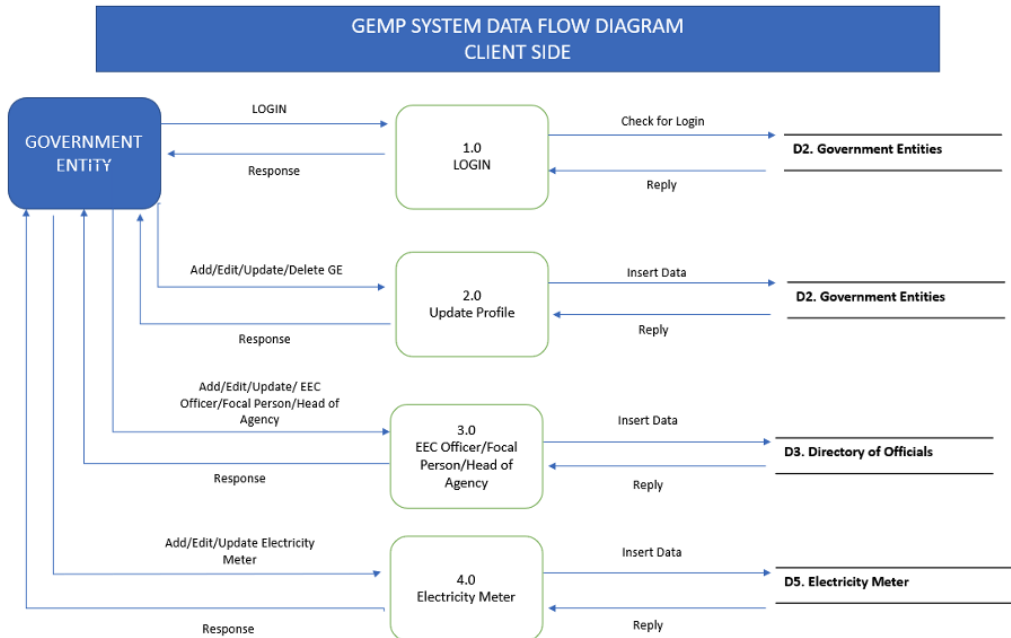 GEMP SYSTEM DATA FLOW DIAGRAM
CLIENT SIDE
GOVERNMENT
ENTITY
LOGIN
Response
1.0
LOGIN
Check for Login
Reply
D2. Government Entities
Add/Edit/Update/Delete GE
Response
2.0
Update Profile
Insert Data
Reply
D2. Government Entities
Add/Edit/Update/ EEC
Officer/Focal Person/Head of
Agency
Response
3.0
EEC Officer/Focal
Person/Head of
Agency
Insert Data
Reply
D3. Directory of Officials
Add/Edit/Update Electricity
Meter
Response
4.0
Electricity Meter
Insert Data
Reply
D5. Electricity Meter